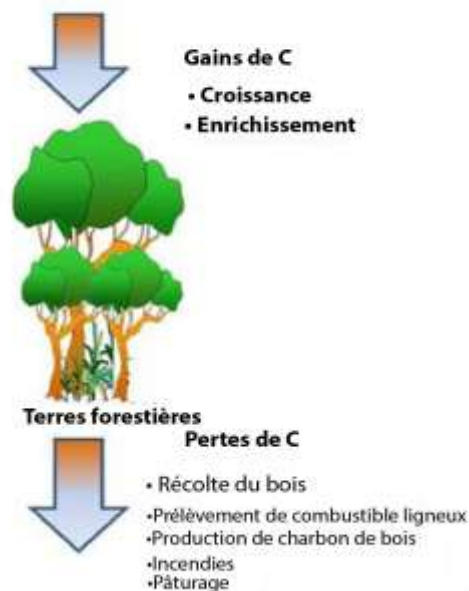 Gains de C
• Croissance
• Enrichissement
Terres forestières
Pertes de C
• Récolte du bois
•Prélèvement de combustible ligneux
•Production de charbon de bois
•Incendies
•Pâturage